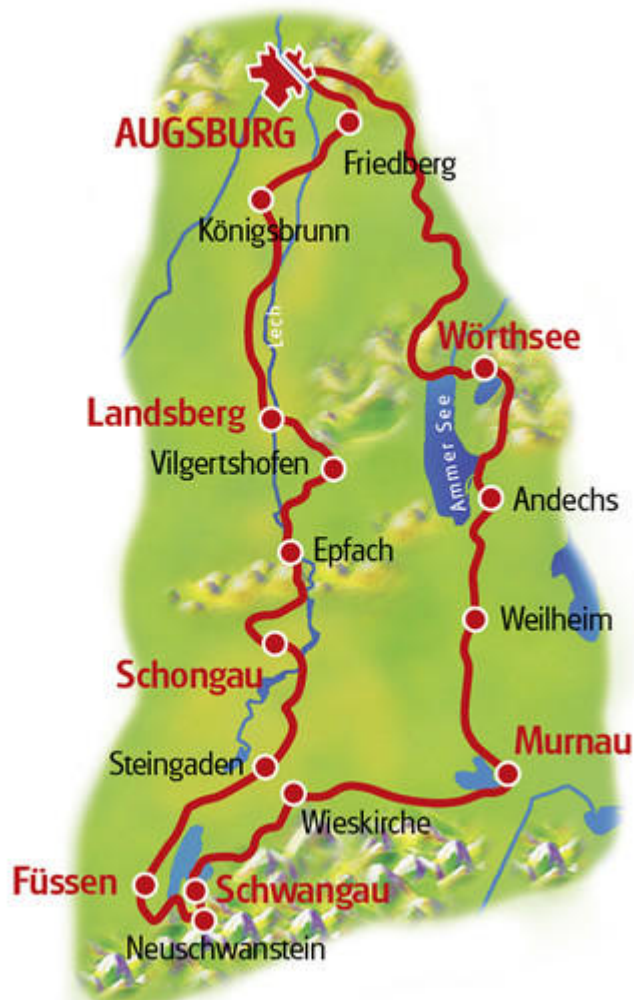 AUGSBURG
Friedberg
Königsbrunn
Lech
Wörthsee
Landsberg
Ammer See
Vilgertshofen
Andechs
Epfach
Weilheim
Schongau
Murnau
Steingaden
Wieskirche
Füssen
Schwangau
Neuschwanstein